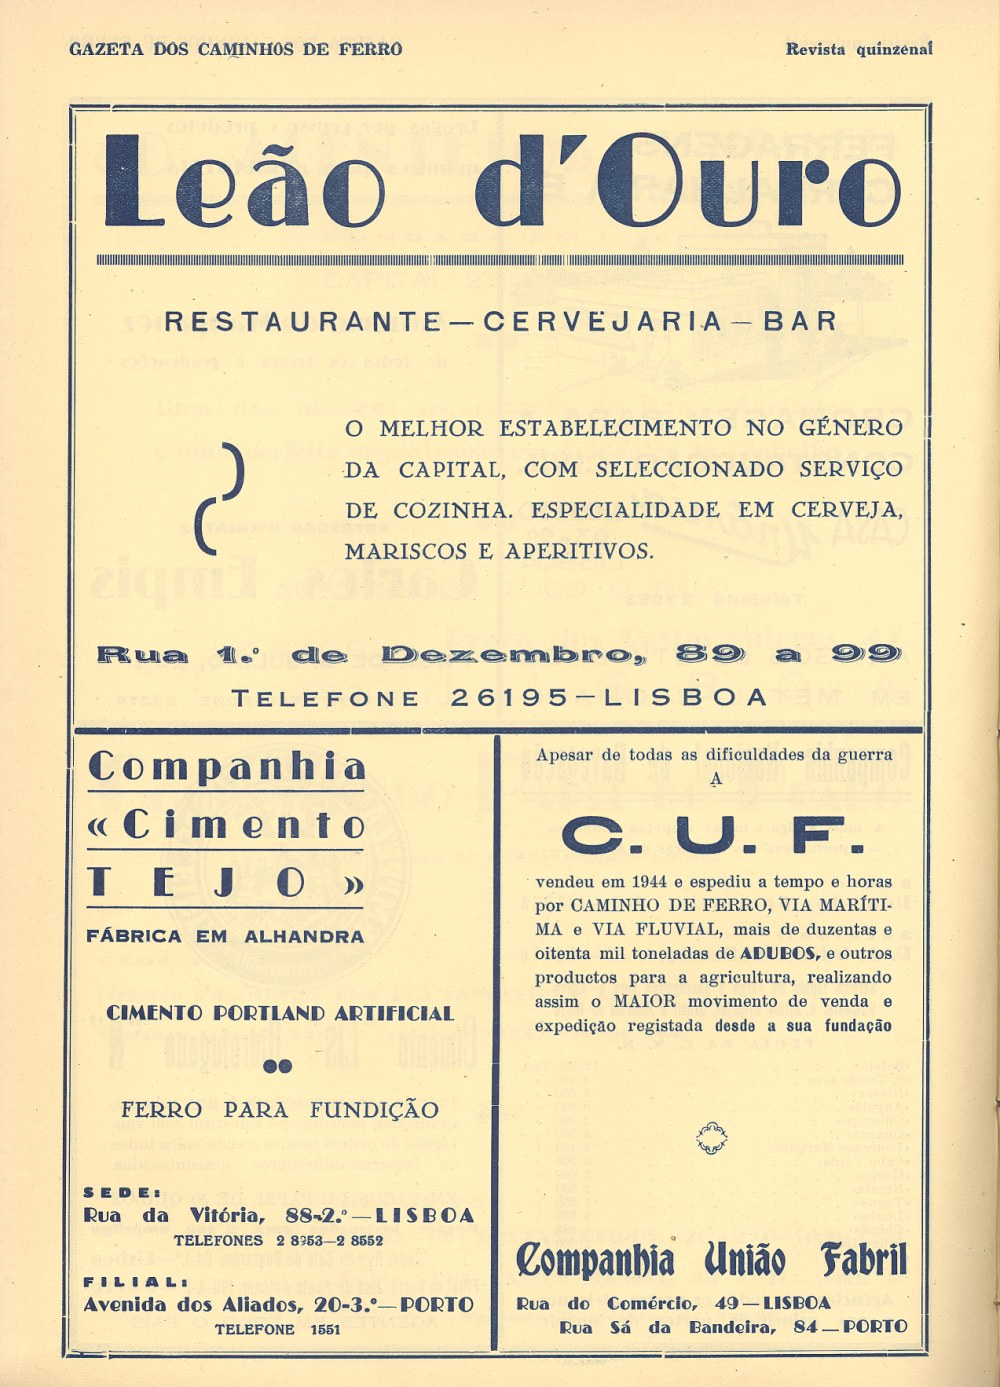 GAZETA DOS CAMINHOS DE FERRO
Revista quinzenal
Leão d'Ouro
RESTAURANTE—CERVEJARIA—BAR
O MELHOR ESTABELECIMENTO NO GÉNERO
DA CAPITAL, COM SELECCIONADO SERVIÇO
DE COZINHA. ESPECIALIDADE EM CERVEJA,
MARISCOS E APERITIVOS.
Rua 1.º de Dezembro, 89 a 99
TELEFONE 26195—LISBOA
Companhia
«Cimento
TEJO»
FÁBRICA EM ALHANDRA
CIMENTO PORTLAND ARTIFICIAL
FERRO PARA FUNDIÇÃO
SEDE:
Rua da Vitória, 88-2.º—LISBOA
TELEFONES 2 8953—2 8552
FILIAL:
Avenida dos Aliados, 20-3.º—PORTO
TELEFONE 1551
Apesar de todas as dificuldades da guerra
A
C. U. F.
vendeu em 1944 e espediu a tempo e horas
por CAMINHO DE FERRO, VIA MARÍTI-
MA e VIA FLUVIAL, mais de duzentas e
oitenta mil toneladas de ADUBOS, e outros
productos para a agricultura, realizando
assim o MAIOR movimento de venda e
expedição registada desde a sua fundação
Companhia União Fabril
Rua do Comércio, 49—LISBOA
Rua Sá da Bandeira, 84—PORTO